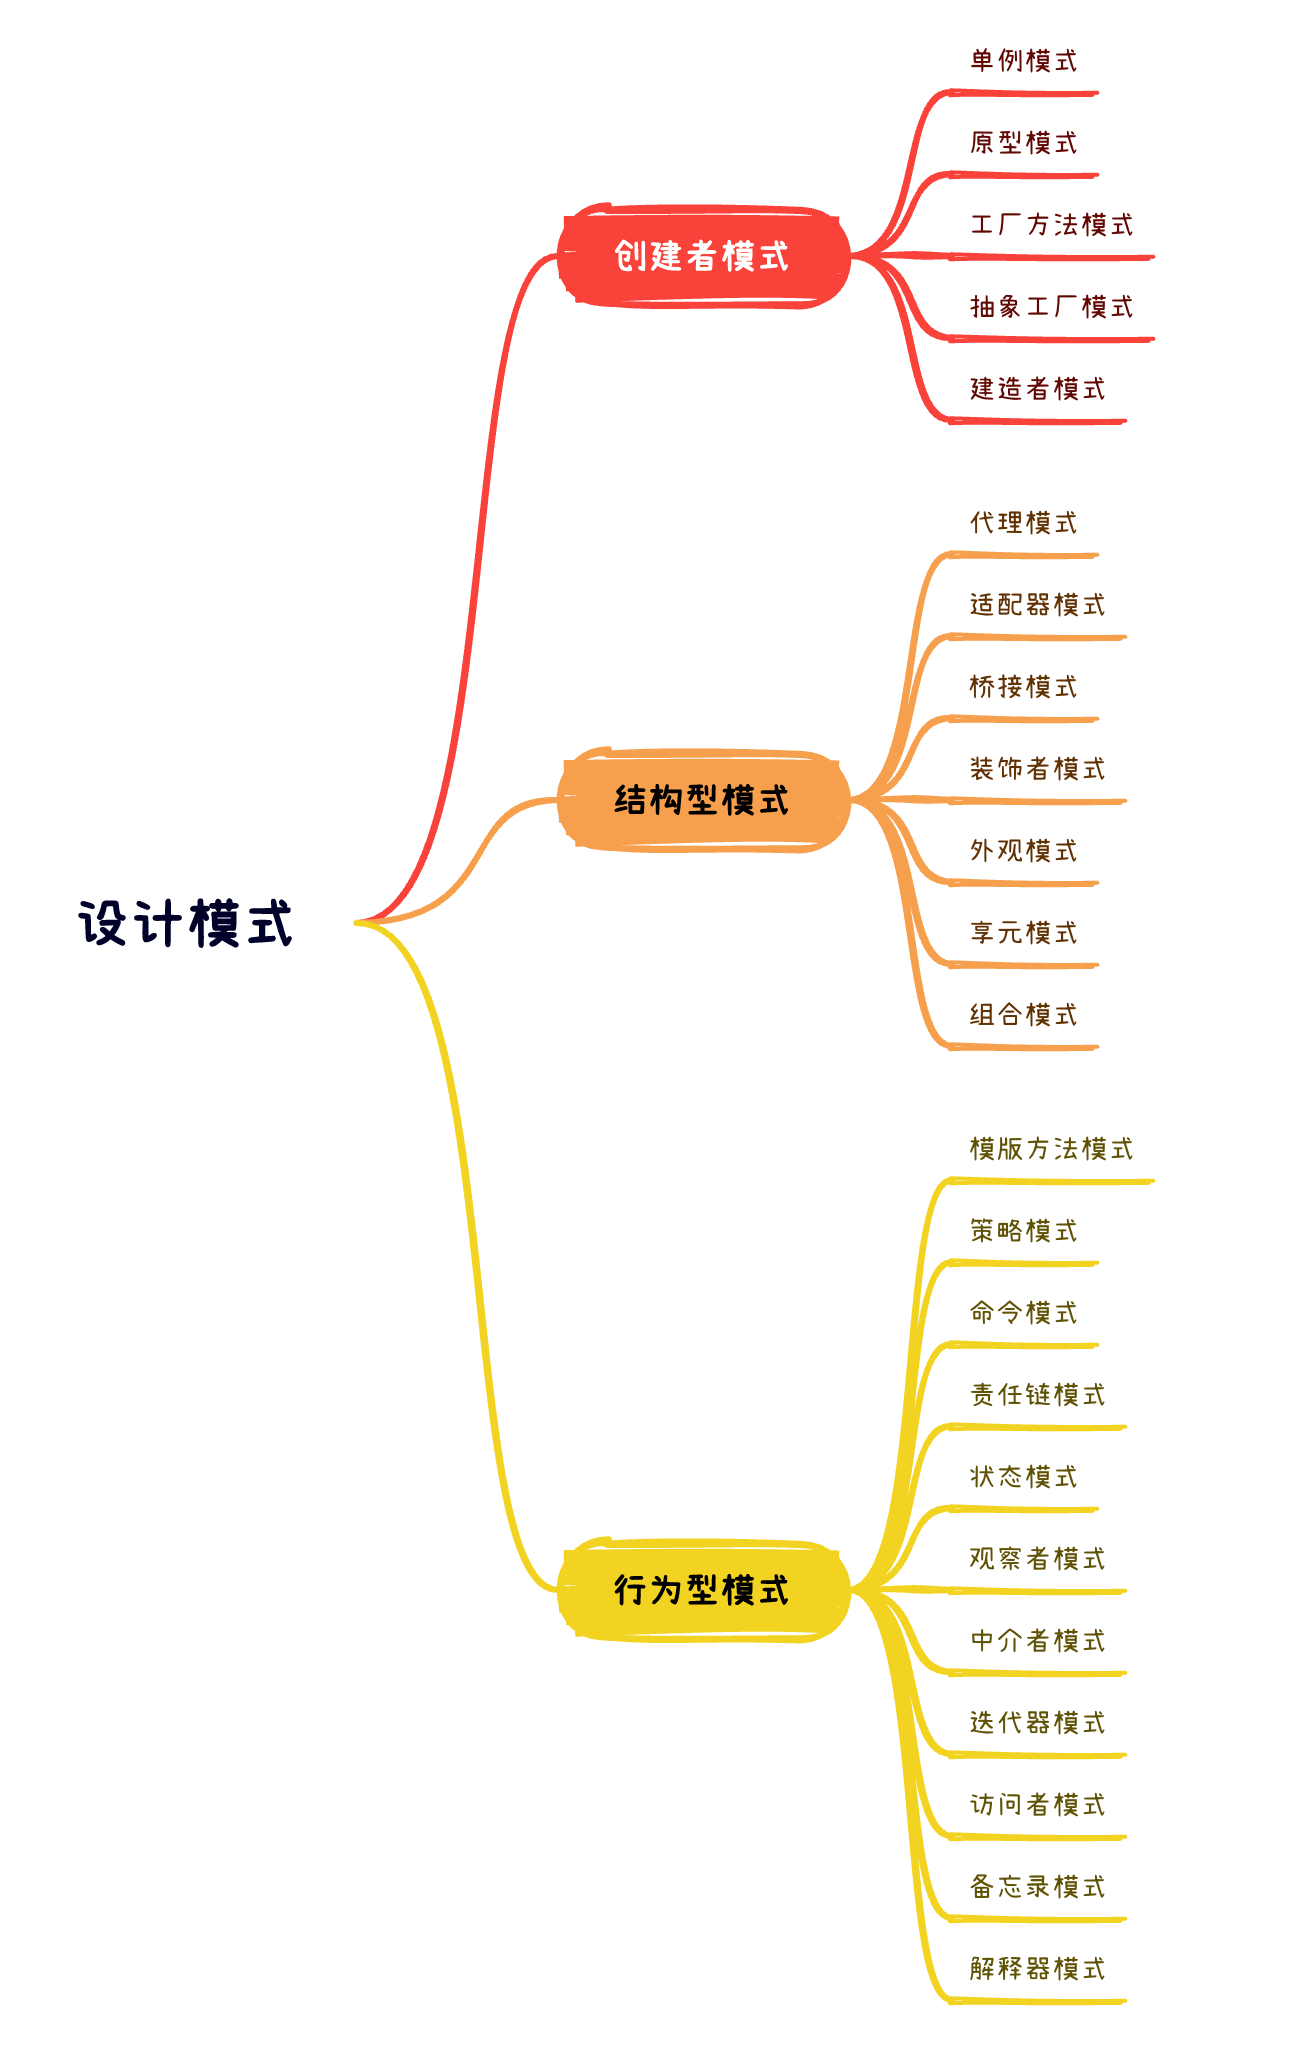 设计模式
创建者模式
单例模式
原型模式
工厂方法模式
抽象工厂模式
建造者模式
结构型模式
代理模式
适配器模式
桥接模式
装饰者模式
外观模式
享元模式
组合模式
行为型模式
模版方法模式
策略模式
命令模式
责任链模式
状态模式
观察者模式
中介者模式
迭代器模式
访问者模式
备忘录模式
解释器模式